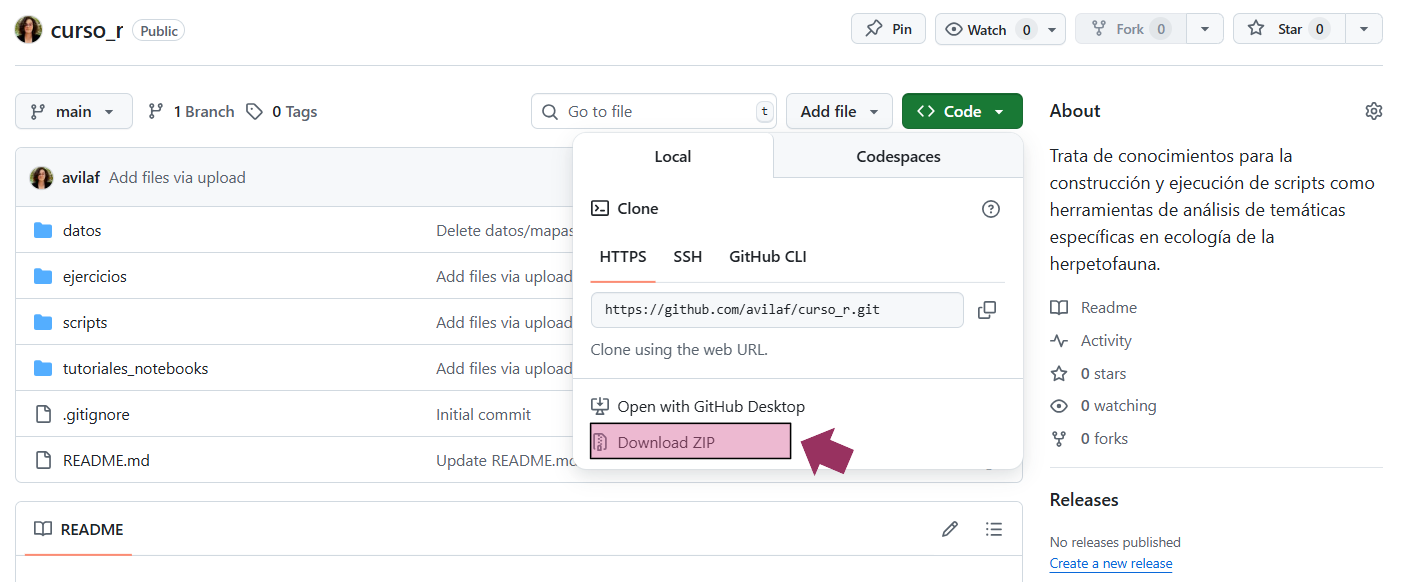 curso_r Public
Pin
Watch 0
Fork 0
Star 0
main
1 Branch
0 Tags
Go to file t
Add file
Code
avilaf Add files via upload
datos Delete datos/mapas
ejercicios Add files via upload
scripts Add files via upload
tutoriales_notebooks Add files via upload
.gitignore Initial commit
README.md Update README.md
README
Local
Codespaces
Clone
HTTPS SSH GitHub CLI
https://github.com/avilaf/curso_r.git
Clone using the web URL.
Open with GitHub Desktop
Download ZIP
About
Trata de conocimientos para la
construcción y ejecución de scripts como
herramientas de análisis de temáticas
específicas en ecología de la
herpetofauna.
Readme
Activity
0 stars
0 watching
0 forks
Releases
No releases published
Create a new release